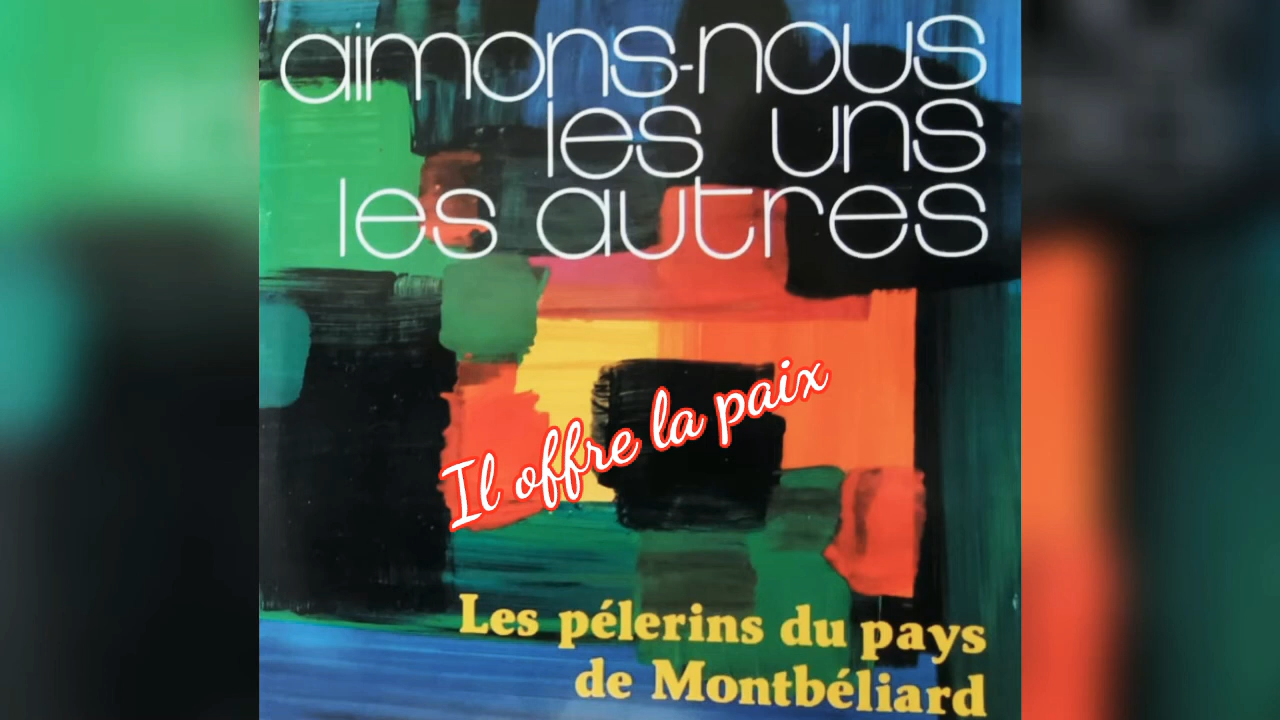 aimons-nous
les uns
les autres
Il offre la paix
Les pélerins du pays
de Montbéliard